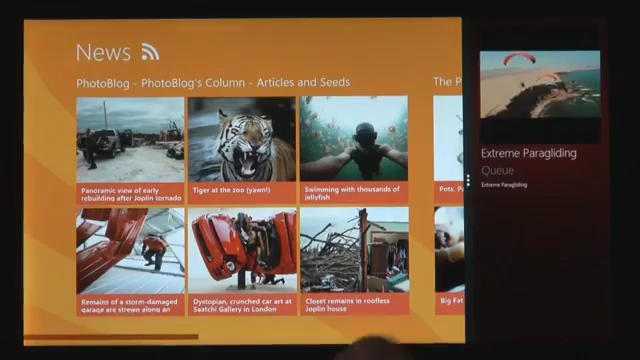 News
PhotoBlog - PhotoBlog's Column - Articles and Seeds
The P
Panoramic view of early
rebuilding after Joplin tornado
Tiger at the zoo (yawn!)
Swimming with thousands of
jellyfish
Pots, P
Remains of a storm-damaged
garage are strewn along an
Dystopian, crunched car art at
Saatchi Gallery in London
Closet remains in roofless
Joplin house
Big Fat
Extreme Paragliding
Queue
Extreme Paragliding